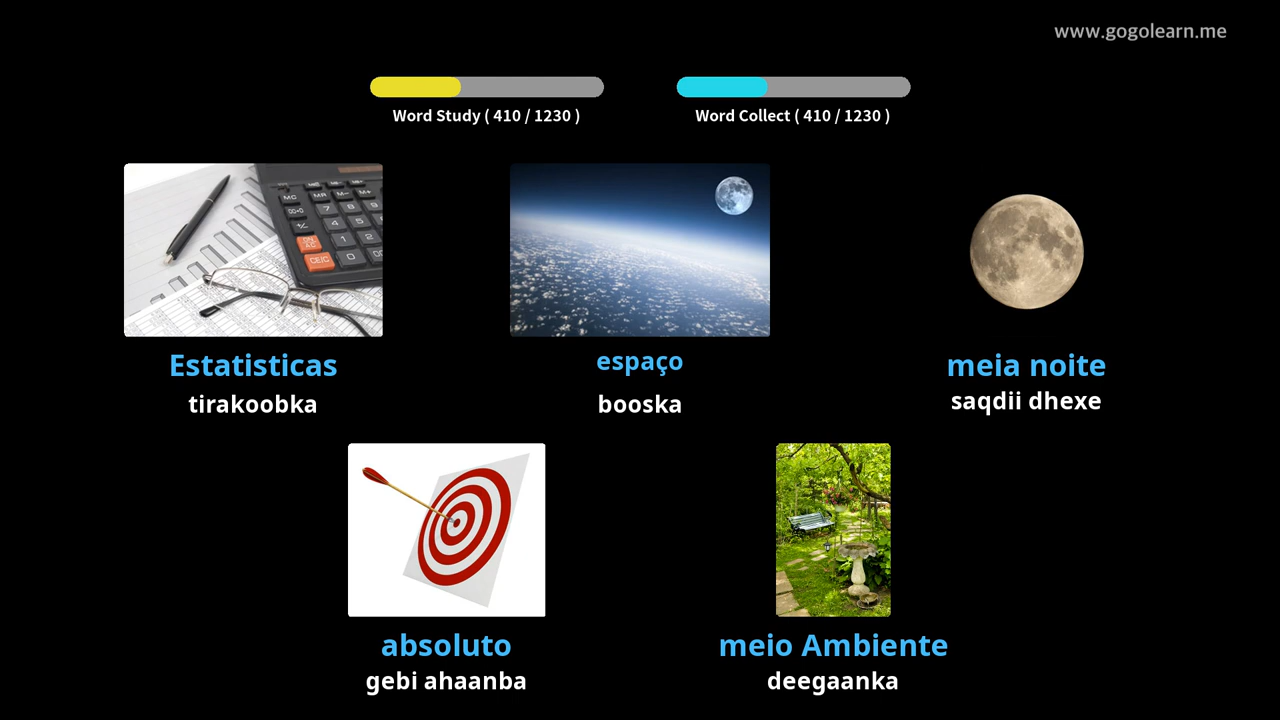 www.gogolearn.me
Word Study ( 410 / 1230 )
Word Collect ( 410 / 1230 )
Estatisticas
tirakoobka
espaço
booska
meia noite
saqdii dhexe
absoluto
gebi ahaanba
meio Ambiente
deegaanka